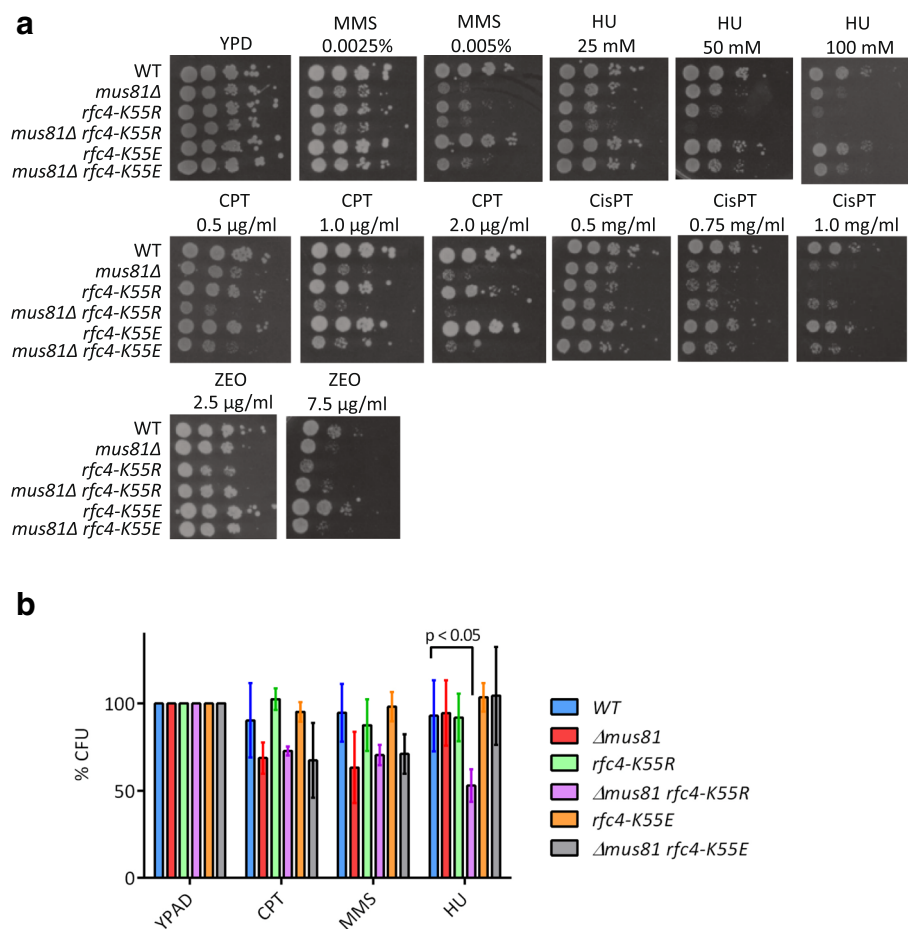 a
YPD
MMS
0.0025%
MMS
0.005%
HU
25 mM
HU
50 mM
HU
100 mM
WT
mus81Δ
rfc4-K55R
mus81Δ rfc4-K55R
rfc4-K55E
mus81Δ rfc4-K55E
CPT
0.5 µg/ml
CPT
1.0 µg/ml
CPT
2.0 µg/ml
CisPT
0.5 mg/ml
CisPT
0.75 mg/ml
CisPT
1.0 mg/ml
WT
mus81Δ
rfc4-K55R
mus81Δ rfc4-K55R
rfc4-K55E
mus81Δ rfc4-K55E
ZEO
2.5 µg/ml
ZEO
7.5 µg/ml
WT
mus81Δ
rfc4-K55R
mus81Δ rfc4-K55R
rfc4-K55E
mus81Δ rfc4-K55E
b
p < 0.05
% CFU
100
50
0
YPAD
CPT
MMS
HU
WT
Δmus81
rfc4-K55R
Δmus81 rfc4-K55R
rfc4-K55E
Δmus81 rfc4-K55E